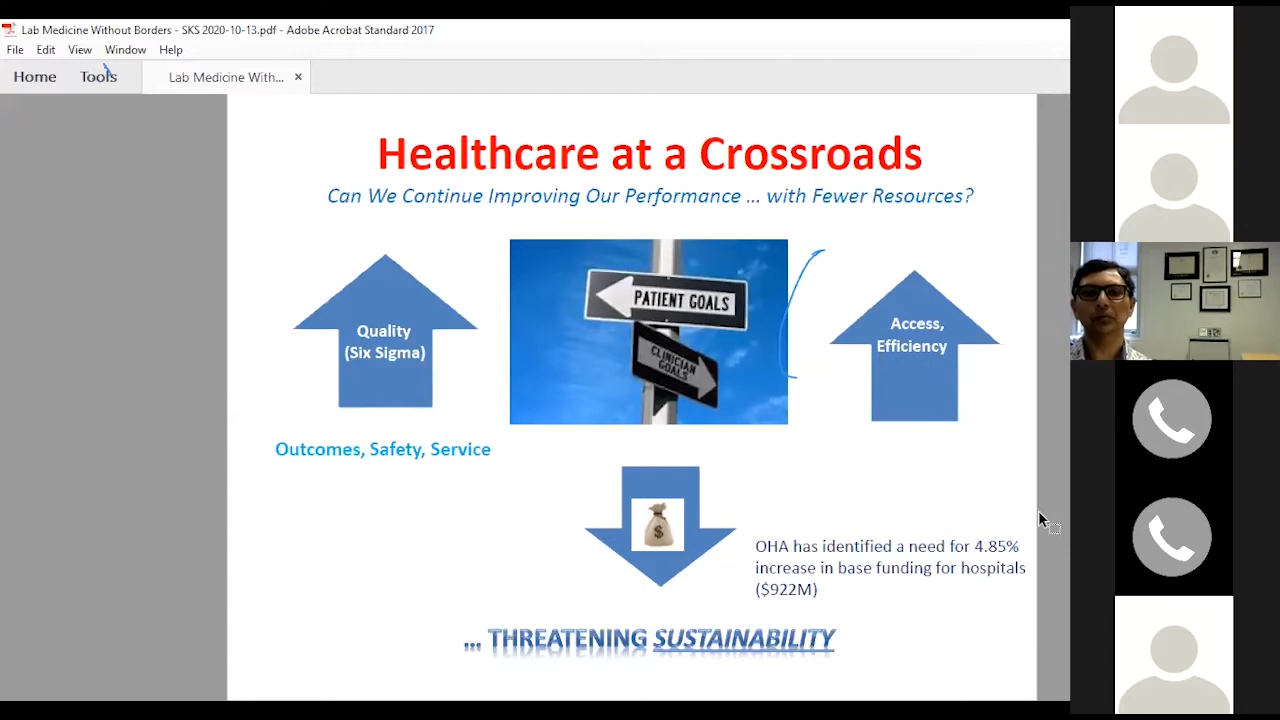 Lab Medicine Without Borders - SKS 2020-10-13.pdf - Adobe Acrobat Standard 2017
File Edit View Window Help
Home Tools Lab Medicine With... ×
Healthcare at a Crossroads
Can We Continue Improving Our Performance ... with Fewer Resources?
Quality
(Six Sigma)
PATIENT GOALS
CLINICIAN
GOALS
Access,
Efficiency
Outcomes, Safety, Service
$
OHA has identified a need for 4.85%
increase in base funding for hospitals
($922M)
... THREATENING SUSTAINABILITY